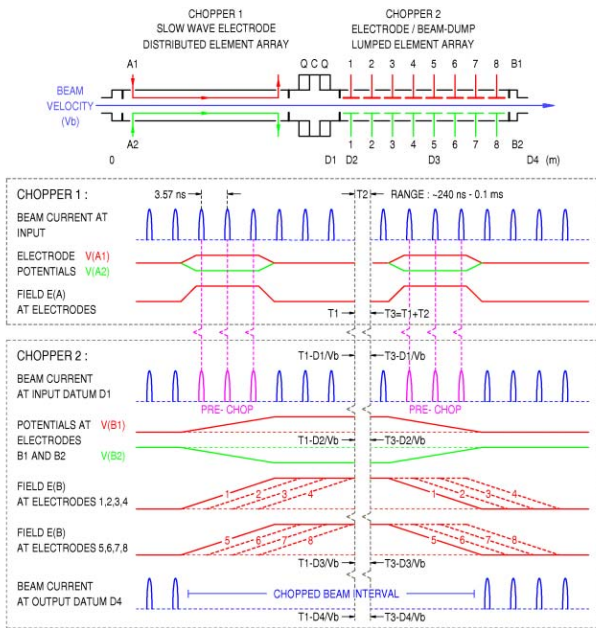 CHOPPER 1
SLOW WAVE ELECTRODE
DISTRIBUTED ELEMENT ARRAY
CHOPPER 2
ELECTRODE / BEAM-DUMP
LUMPED ELEMENT ARRAY
A1 Q C Q 1 2 3 4 5 6 7 8 B1
BEAM
VELOCITY
(Vb)
A2 1 2 3 4 5 6 7 8 B2
0 D1 D2 D3 D4 (m)
CHOPPER 1 : 3.57 ns T2 RANGE : ~240 ns - 0.1 ms
BEAM CURRENT AT
INPUT
ELECTRODE V(A1)
POTENTIALS V(A2)
FIELD E(A)
AT ELECTRODES
T1 T3=T1+T2
CHOPPER 2 :
T1-D1/Vb T3-D1/Vb
BEAM CURRENT
AT INPUT DATUM D1
PRE- CHOP PRE- CHOP
POTENTIALS AT V(B1)
ELECTRODES
B1 AND B2 V(B2)
T1-D2/Vb T3-D2/Vb
FIELD E(B)
AT ELECTRODES 1,2,3,4
1 2 3 4 1 2 3 4
FIELD E(B)
AT ELECTRODES 5,6,7,8
5 6 7 8 5 6 7 8
T1-D3/Vb T3-D3/Vb
BEAM CURRENT
AT OUTPUT DATUM D4
CHOPPED BEAM INTERVAL
T1-D4/Vb T3-D4/Vb